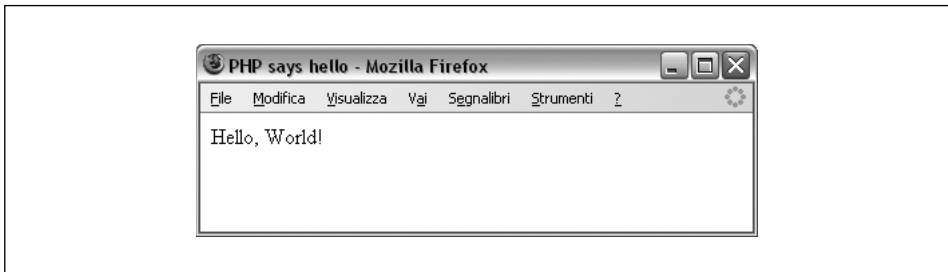 PHP says hello - Mozilla Firefox
File Modifica Visualizza Vai Segnalibri Strumenti ?
Hello, World!